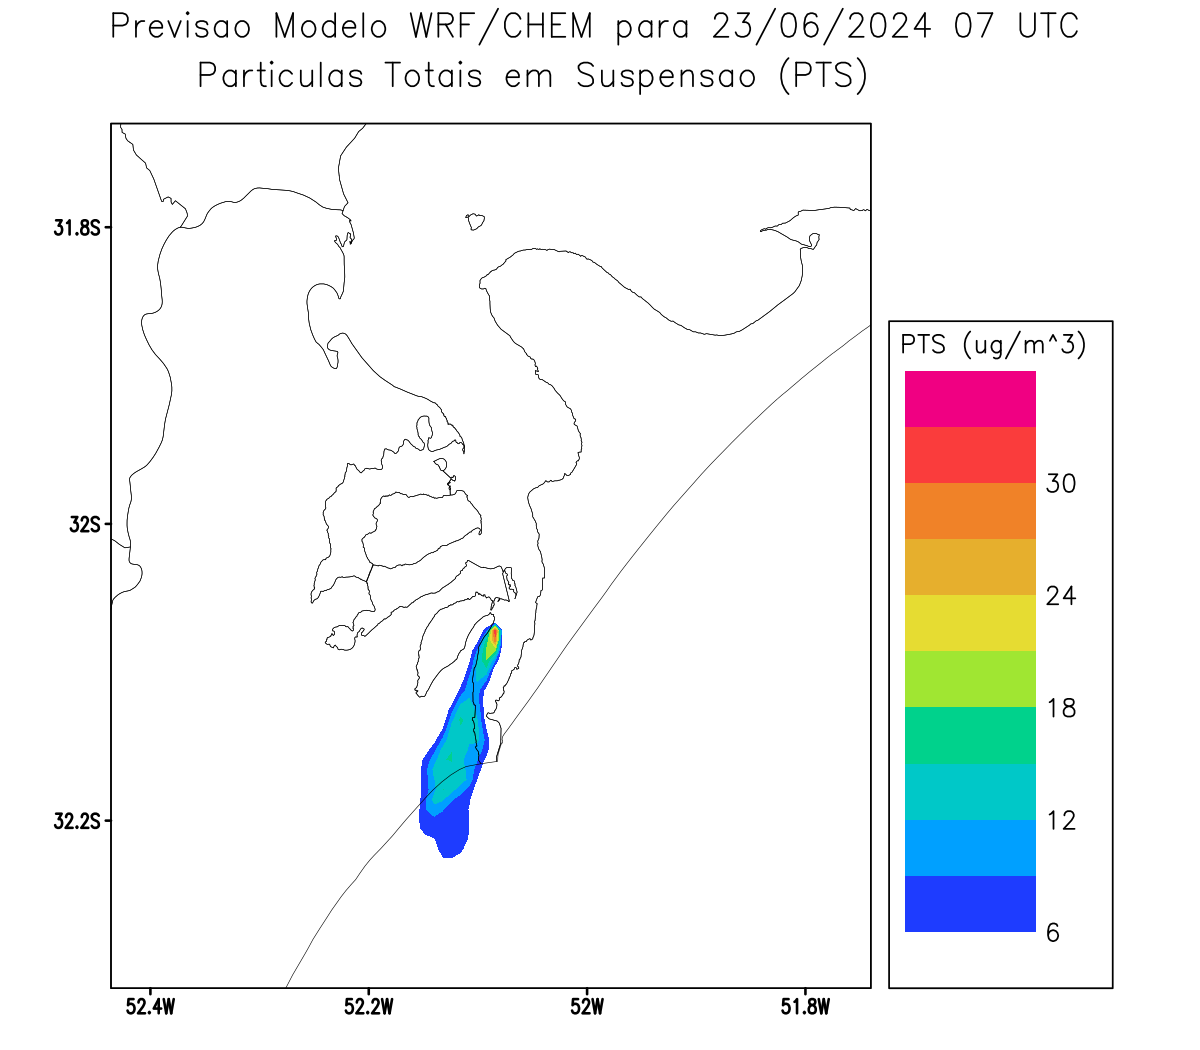 Previsao Modelo WRF/CHEM para 23/06/2024 07 UTC
Particulas Totais em Suspensao (PTS)
31.8S
32S
32.2S
52.4W
52.2W
52W
51.8W
PTS (ug/m^3)
30
24
18
12
6